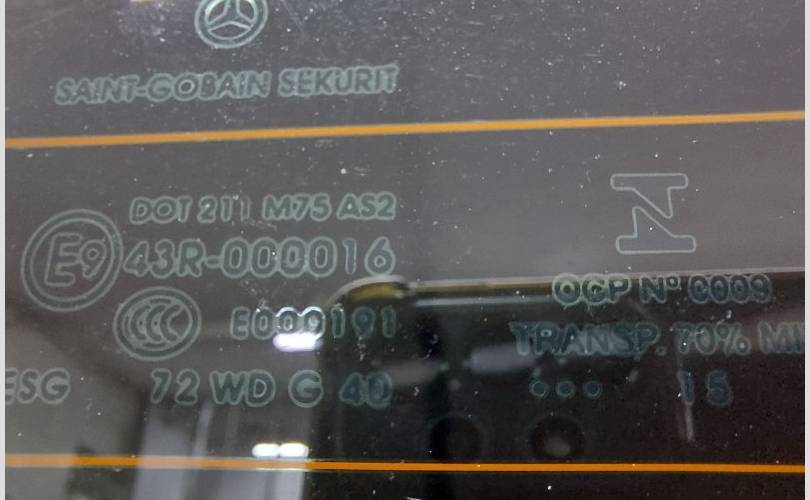 SAINT-GOBAIN SEKURIT
DOT 211 M75 AS2
E9 43R-000016
CCC E000191
ESG 72 WD G 40
OCP Nº 0009
TRANSP. 70%
••• 15